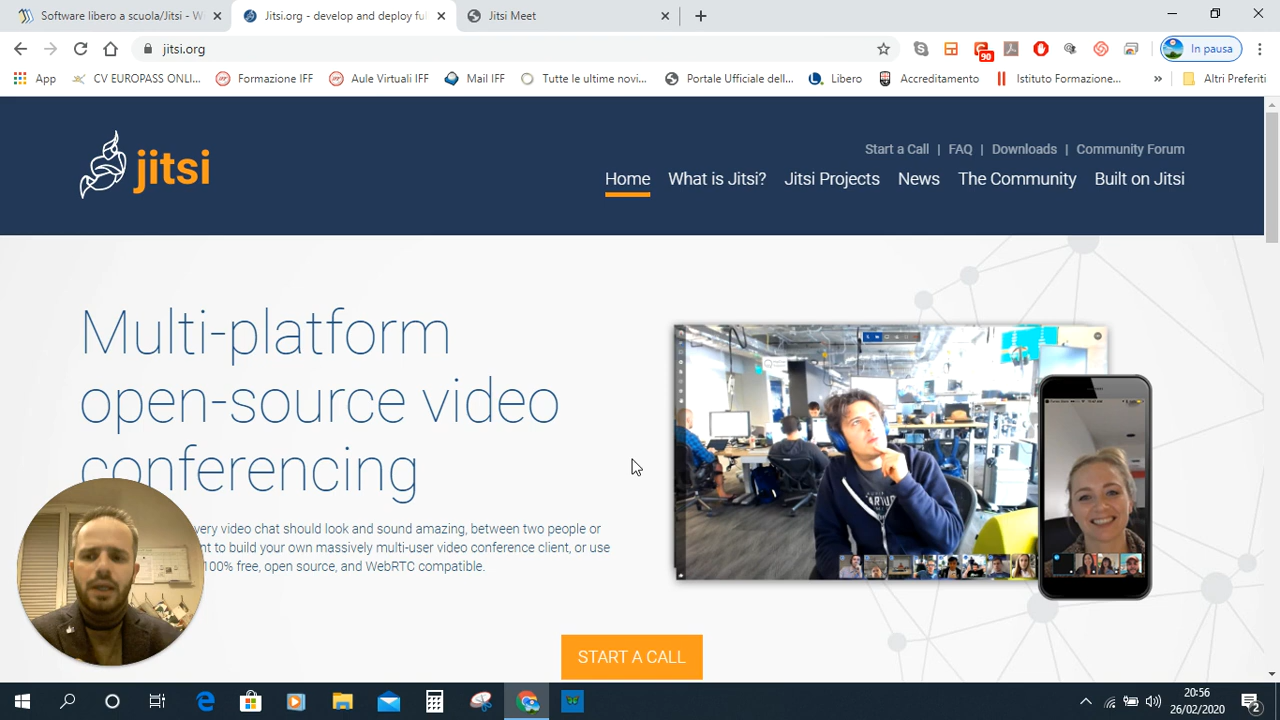 Software libero a scuola/Jitsi - W
Jitsi.org - develop and deploy ful
Jitsi Meet
jitsi.org
90
In pausa
App
CV EUROPASS ONLI...
Formazione IFF
Aule Virtuali IFF
Mail IFF
Tutte le ultime novi...
Portale Ufficiale dell...
Libero
Accreditamento
Istituto Formazione...
»
Altri Preferiti
jitsi
Start a Call | FAQ | Downloads | Community Forum
Home What is Jitsi? Jitsi Projects News The Community Built on Jitsi
Multi-platform
open-source video
conferencing
very video chat should look and sound amazing, between two people or
nt to build your own massively multi-user video conference client, or use
100% free, open source, and WebRTC compatible.
START A CALL
20:56
26/02/2020
2